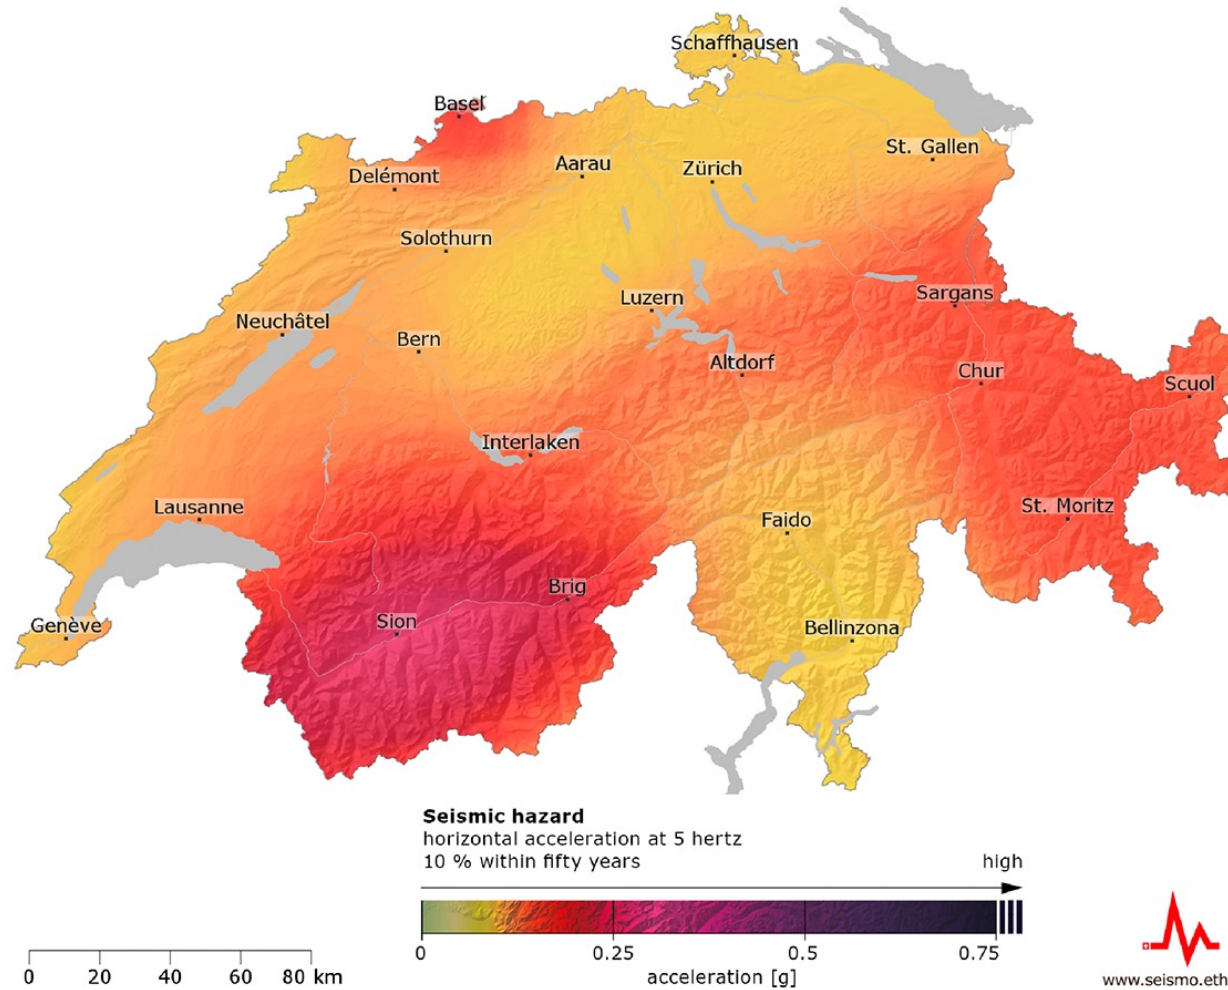 Schaffhausen
Basel
St. Gallen
Aarau
Zürich
Delémont
Solothurn
Sargans
Luzern
Neuchâtel
Bern
Altdorf
Chur
Scuol
Interlaken
Lausanne
St. Moritz
Faido
Brig
Sion
Genève
Bellinzona
Seismic hazard
horizontal acceleration at 5 hertz
10 % within fifty years
high
0 0.25 0.5 0.75
acceleration [g]
0 20 40 60 80 km
www.seismo.eth